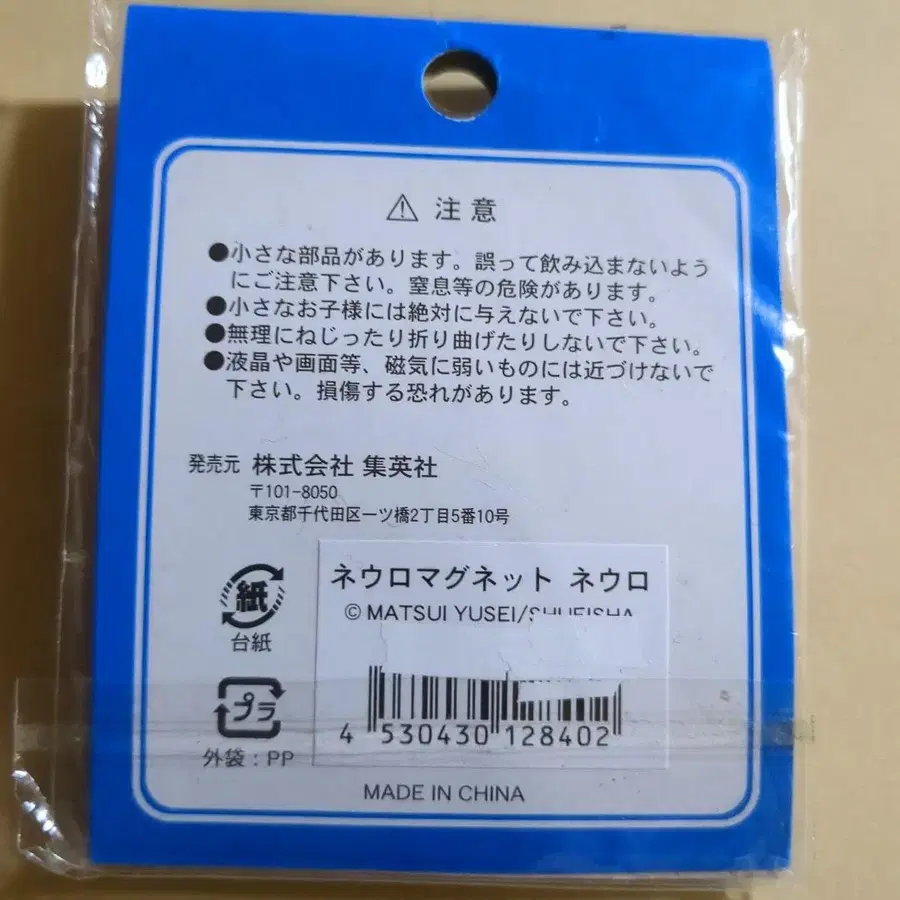 注意
●小さな部品があります。誤って飲み込まないよう
にご注意下さい。窒息等の危険があります。
●小さなお子様には絶対に与えないで下さい。
●無理にねじったり折り曲げたりしないで下さい。
●液晶や画面等、磁気に弱いものには近づけないで
下さい。損傷する恐れがあります。
発売元 株式会社 集英社
〒101-8050
東京都千代田区一ツ橋2丁目5番10号
ネウロマグネット ネウロ
© MATSUI YUSEI/SHUEISHA
紙
台紙
プラ
外袋：PP
4 530430 128402
MADE IN CHINA